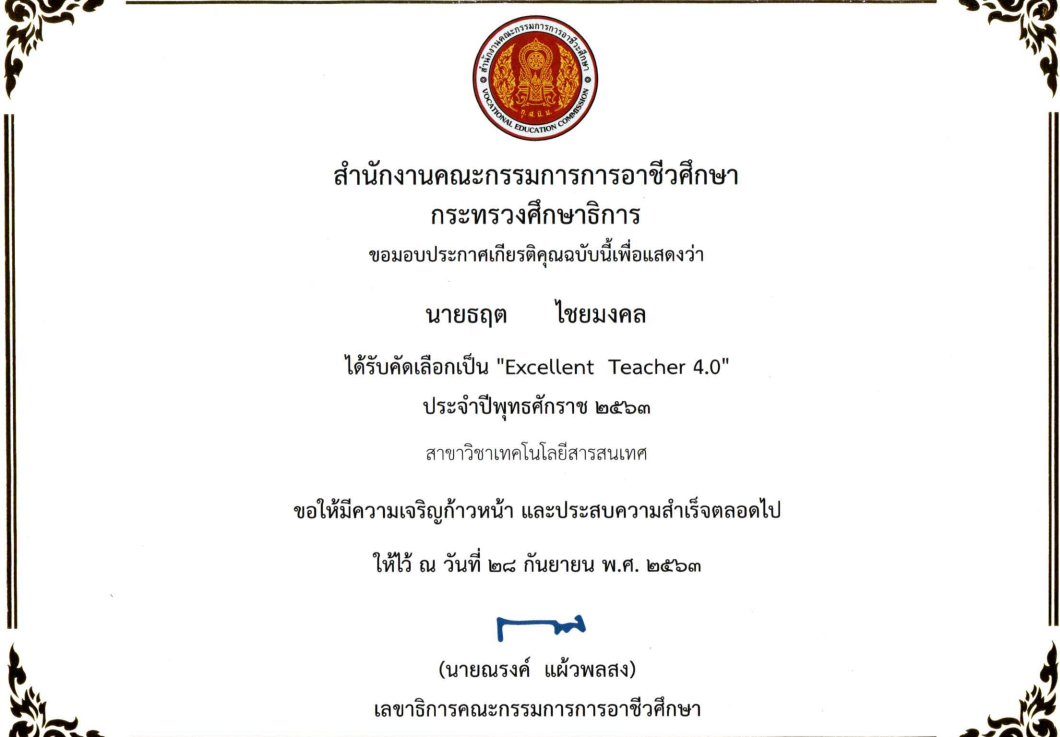 สำนักงานคณะกรรมการการอาชีวศึกษา
VOCATIONAL EDUCATION COMMISSION
สำนักงานคณะกรรมการการอาชีวศึกษา
กระทรวงศึกษาธิการ
ขอมอบประกาศเกียรติคุณฉบับนี้เพื่อแสดงว่า
นายธฤต ไชยมงคล
ได้รับคัดเลือกเป็น "Excellent Teacher 4.0"
ประจำปีพุทธศักราช ๒๕๖๓
สาขาวิชาเทคโนโลยีสารสนเทศ
ขอให้มีความเจริญก้าวหน้า และประสบความสำเร็จตลอดไป
ให้ไว้ ณ วันที่ ๒๘ กันยายน พ.ศ. ๒๕๖๓
(นายณรงค์ แผ้วพลสง)
เลขาธิการคณะกรรมการการอาชีวศึกษา